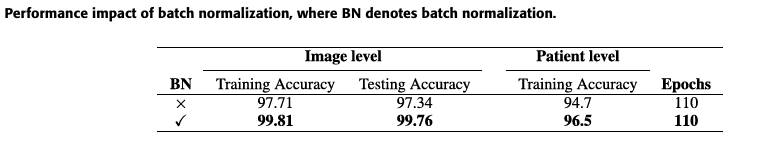 Performance impact of batch normalization, where BN denotes batch normalization.
Image level Patient level
BN Training Accuracy Testing Accuracy Training Accuracy Epochs
× 97.71 97.34 94.7 110
✓ 99.81 99.76 96.5 110